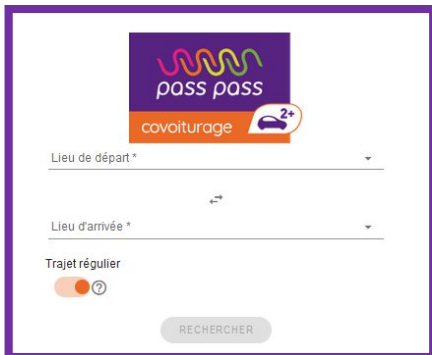 pass pass
covoiturage 2+
Lieu de départ *
Lieu d'arrivée *
Trajet régulier
?
RECHERCHER